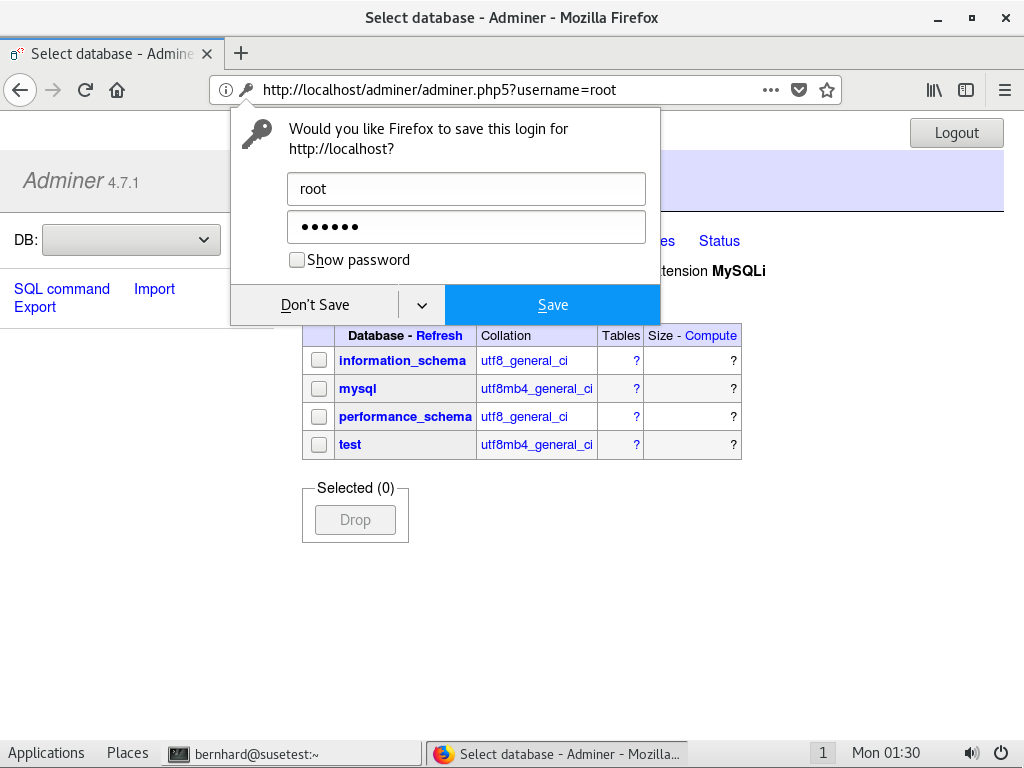 Select database - Adminer - Mozilla Firefox
Select database - Admine
http://localhost/adminer/adminer.php5?username=root
Would you like Firefox to save this login for
http://localhost?
Logout
Adminer 4.7.1
root
DB:
es Status
Show password
tension MySQLi
SQL command Import
Export
Don't Save Save
Database - Refresh Collation Tables Size - Compute
information_schema utf8_general_ci ? ?
mysql utf8mb4_general_ci ? ?
performance_schema utf8_general_ci ? ?
test utf8mb4_general_ci ? ?
Selected (0)
Drop
Applications Places bernhard@susetest:~ Select database - Adminer - Mozilla... 1 Mon 01:30